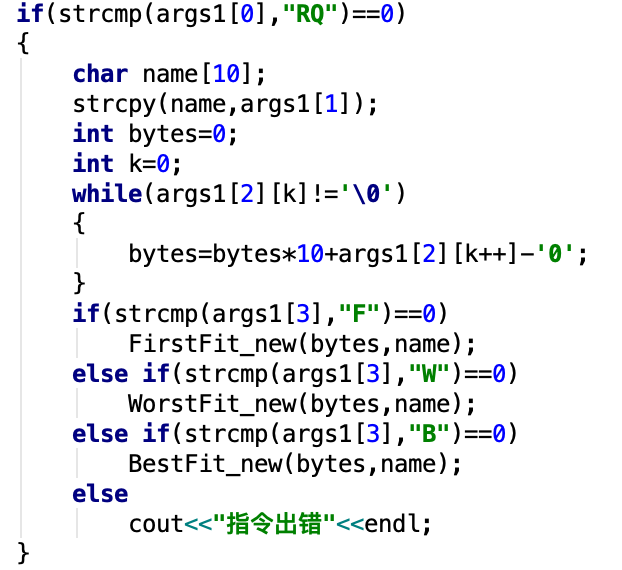 if(strcmp(args1[0],"RQ")==0)
{
    char name[10];
    strcpy(name,args1[1]);
    int bytes=0;
    int k=0;
    while(args1[2][k]!='\0')
    {
        bytes=bytes*10+args1[2][k++]-'0';
    }
    if(strcmp(args1[3],"F")==0)
        FirstFit_new(bytes,name);
    else if(strcmp(args1[3],"W")==0)
        WorstFit_new(bytes,name);
    else if(strcmp(args1[3],"B")==0)
        BestFit_new(bytes,name);
    else
        cout<<"指令出错"<<endl;
}